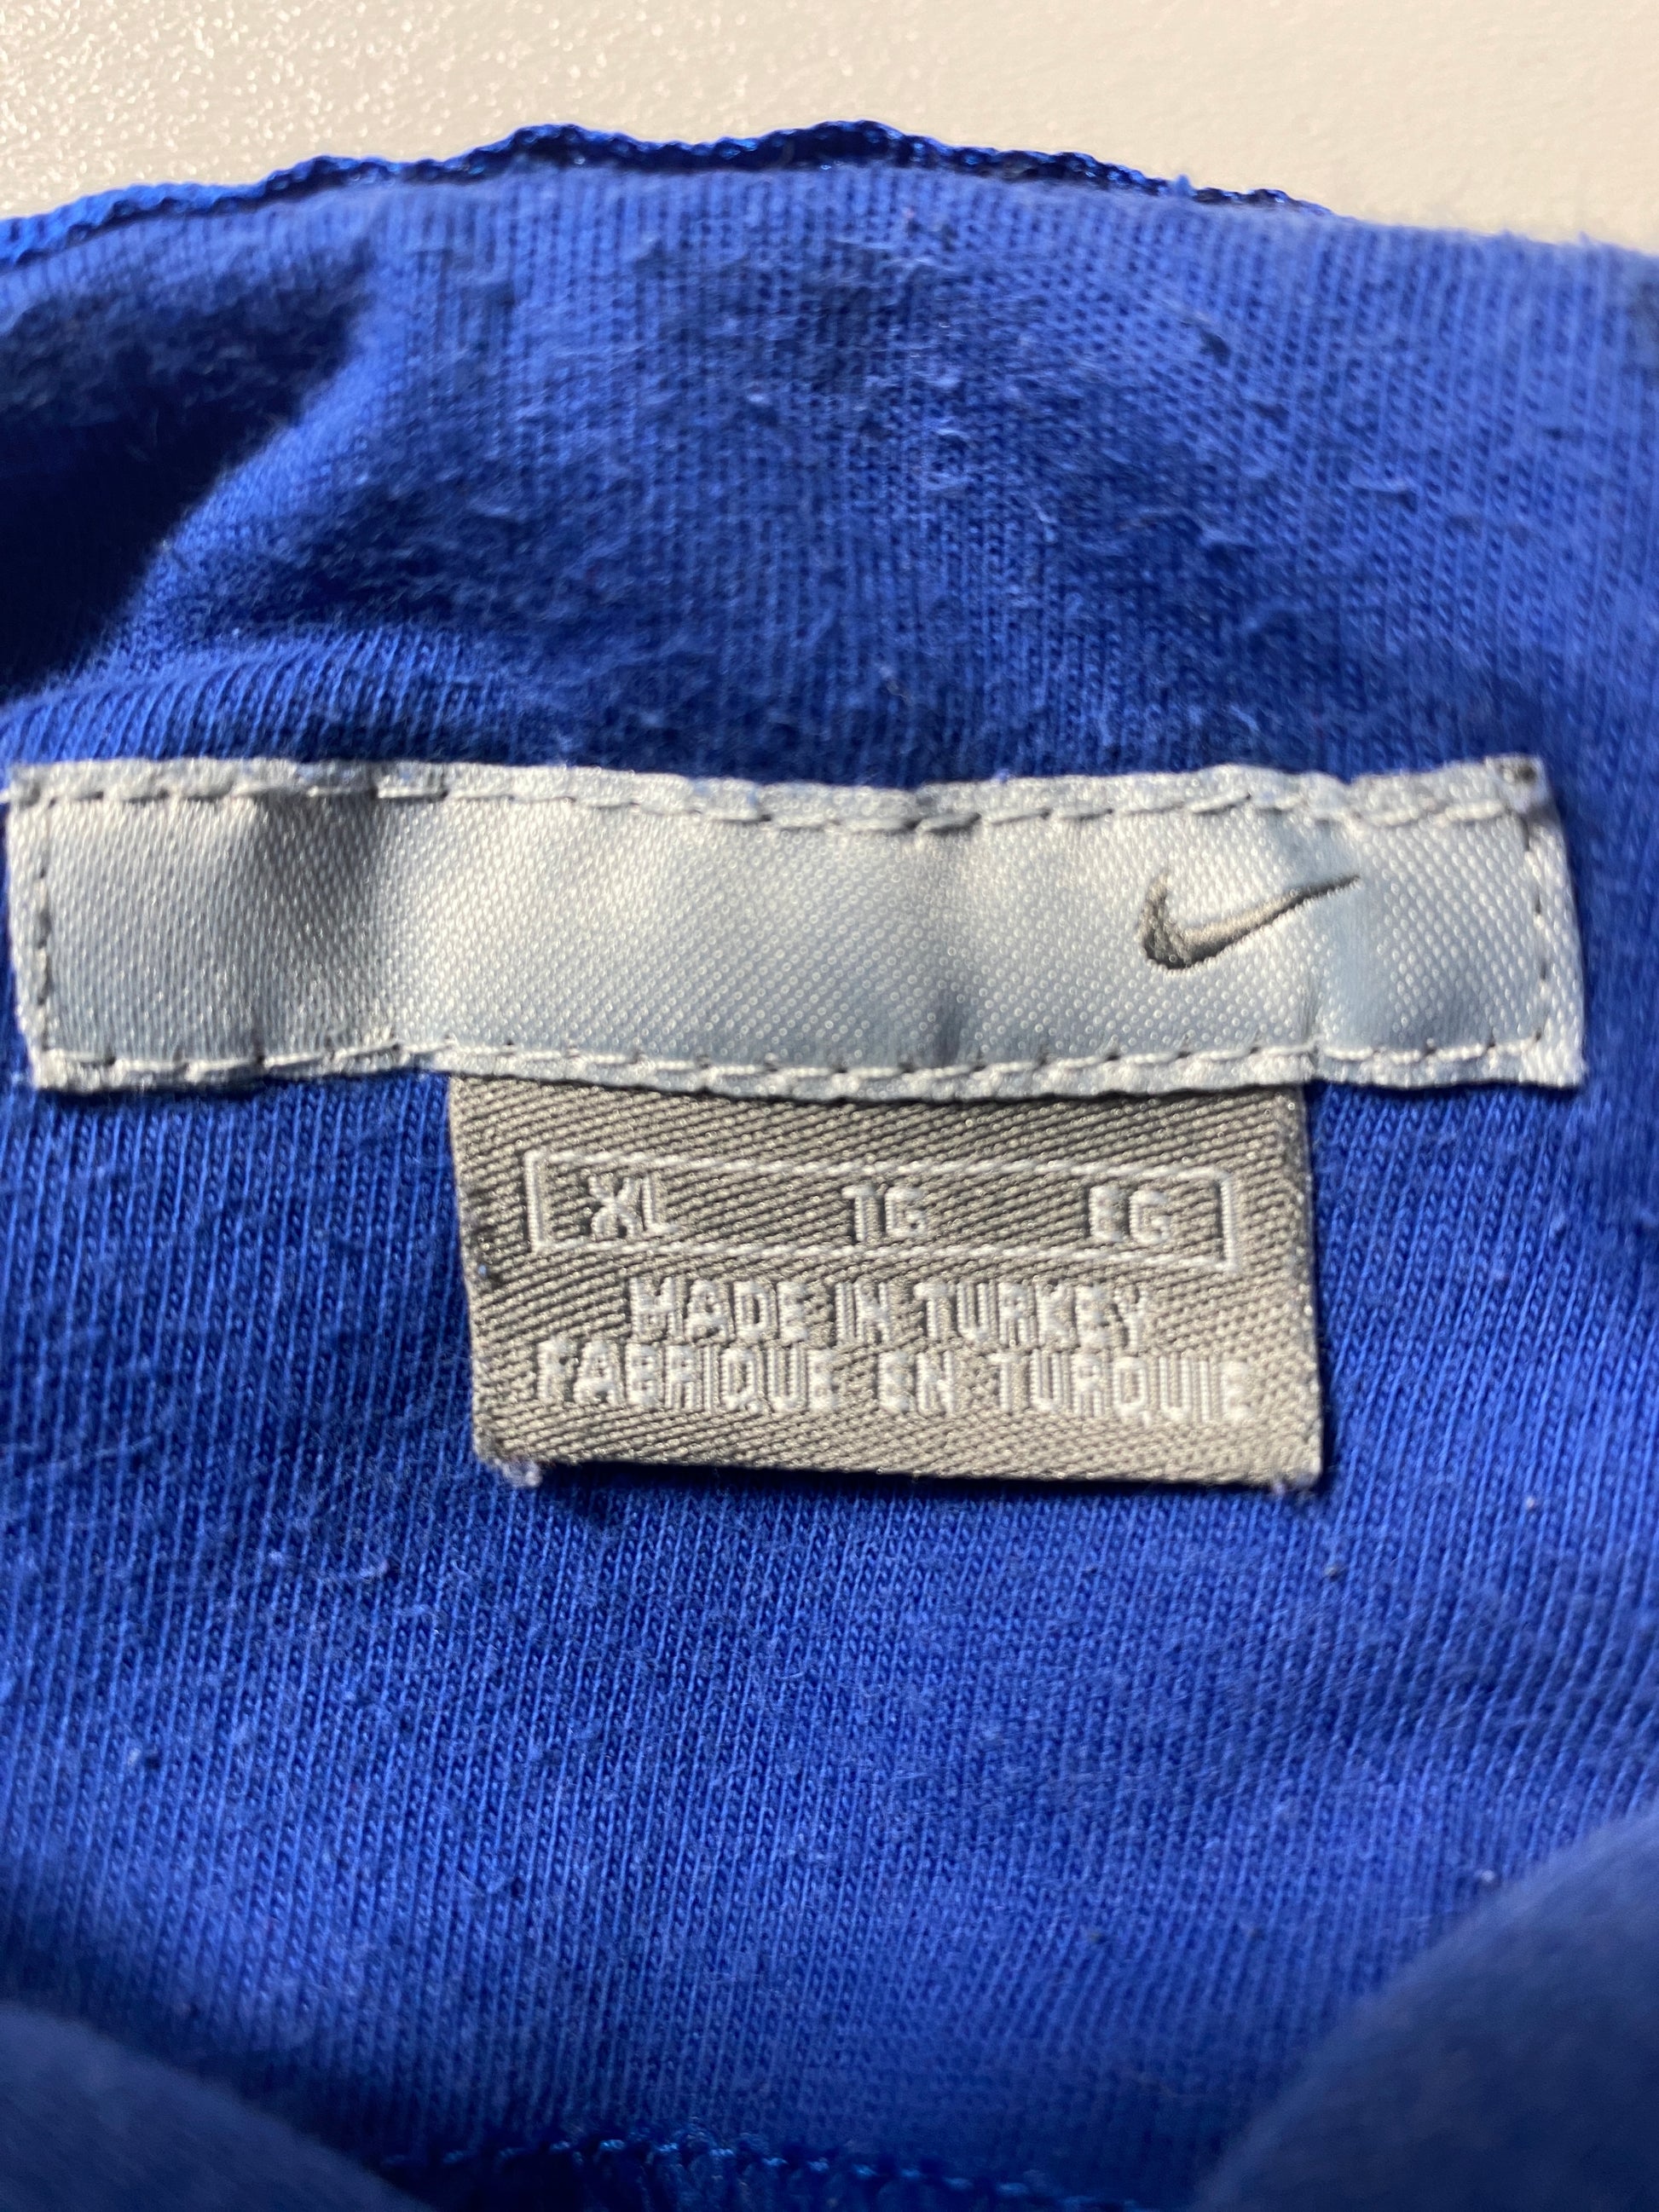 XL TG EG
MADE IN TURKEY
FABRIQUE EN TURQUIE